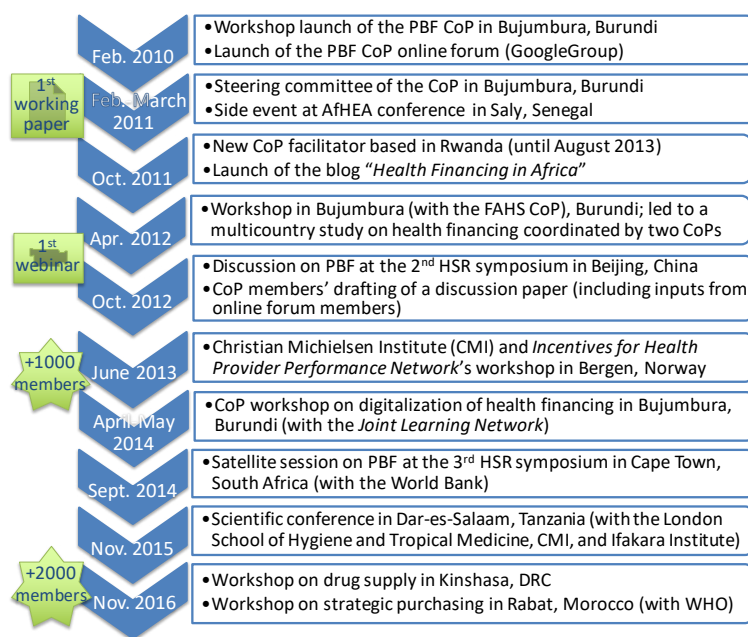 Feb. 2010
•Workshop launch of the PBF CoP in Bujumbura, Burundi
•Launch of the PBF CoP online forum (GoogleGroup)
1st
working
paper
Feb. March
2011
•Steering committee of the CoP in Bujumbura, Burundi
•Side event at AfHEA conference in Saly, Senegal
Oct. 2011
•New CoP facilitator based in Rwanda (until August 2013)
•Launch of the blog “Health Financing in Africa”
1st
webinar
Apr. 2012
•Workshop in Bujumbura (with the FAHS CoP), Burundi; led to a
multicountry study on health financing coordinated by two CoPs
Oct. 2012
•Discussion on PBF at the 2nd HSR symposium in Beijing, China
•CoP members’ drafting of a discussion paper (including inputs from
online forum members)
+1000
members
June 2013
•Christian Michielsen Institute (CMI) and Incentives for Health
Provider Performance Network’s workshop in Bergen, Norway
April-May
2014
•CoP workshop on digitalization of health financing in Bujumbura,
Burundi (with the Joint Learning Network)
Sept. 2014
•Satellite session on PBF at the 3rd HSR symposium in Cape Town,
South Africa (with the World Bank)
Nov. 2015
•Scientific conference in Dar-es-Salaam, Tanzania (with the London
School of Hygiene and Tropical Medicine, CMI, and Ifakara Institute)
+2000
members
Nov. 2016
•Workshop on drug supply in Kinshasa, DRC
•Workshop on strategic purchasing in Rabat, Morocco (with WHO)